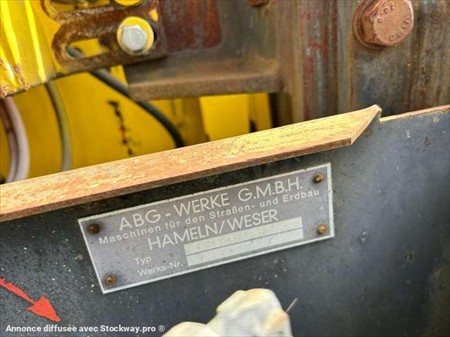 ABG - WERKE G.M.B.H.
Maschinen für den Straßen- und Erdbau
HAMELN/WESER
Typ
Werks-Nr.
Annonce diffusée avec Stockway.pro ®